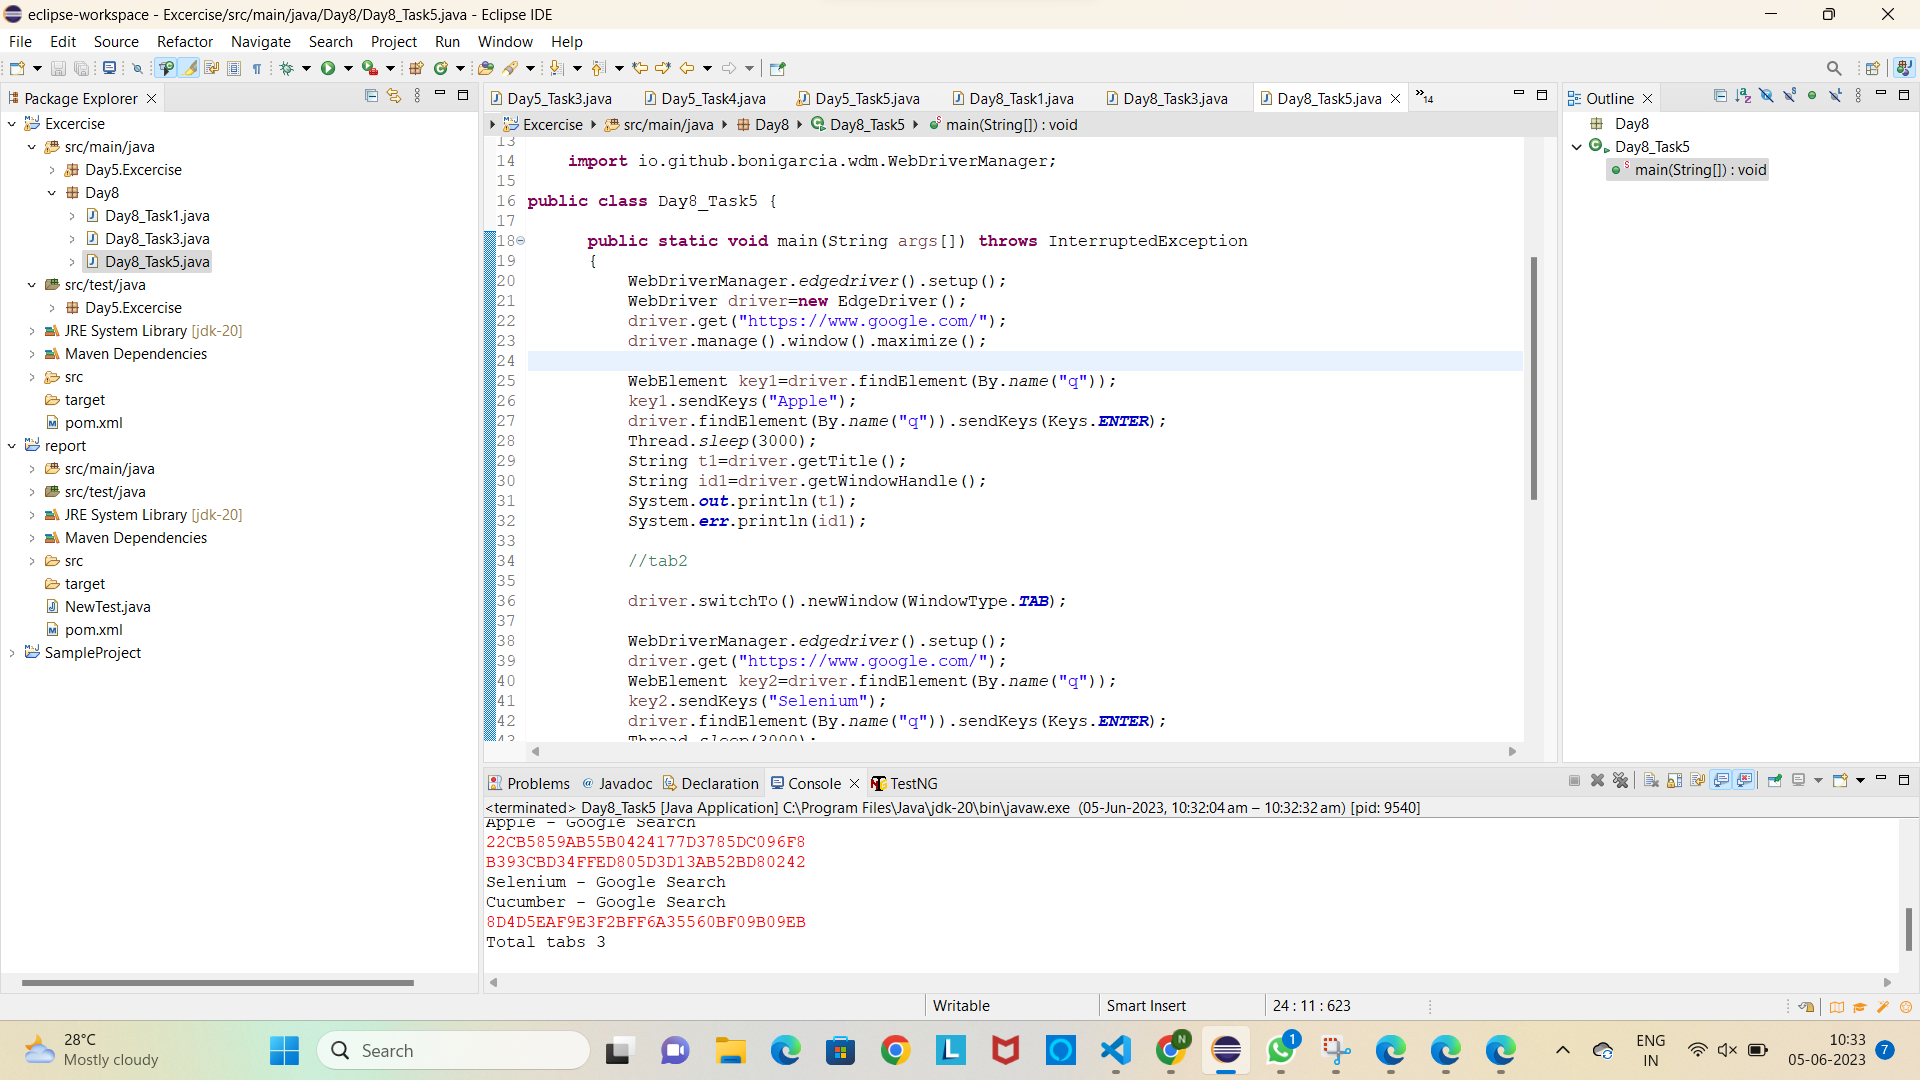 eclipse-workspace - Excercise/src/main/java/Day8/Day8_Task5.java - Eclipse IDE
File Edit Source Refactor Navigate Search Project Run Window Help
Package Explorer
Excercise
src/main/java
Day5.Excercise
Day8
Day8_Task1.java
Day8_Task3.java
Day8_Task5.java
src/test/java
Day5.Excercise
JRE System Library [jdk-20]
Maven Dependencies
src
target
pom.xml
report
src/main/java
src/test/java
JRE System Library [jdk-20]
Maven Dependencies
src
target
NewTest.java
pom.xml
SampleProject
Day5_Task3.java Day5_Task4.java Day5_Task5.java Day8_Task1.java Day8_Task3.java Day8_Task5.java »14
Excercise src/main/java Day8 Day8_Task5 main(String[]) : void
13
14 import io.github.bonigarcia.wdm.WebDriverManager;
15
16 public class Day8_Task5 {
17
18 public static void main(String args[]) throws InterruptedException
19 {
20 WebDriverManager.edgedriver().setup();
21 WebDriver driver=new EdgeDriver();
22 driver.get("https://www.google.com/");
23 driver.manage().window().maximize();
24
25 WebElement key1=driver.findElement(By.name("q"));
26 key1.sendKeys("Apple");
27 driver.findElement(By.name("q")).sendKeys(Keys.ENTER);
28 Thread.sleep(3000);
29 String t1=driver.getTitle();
30 String id1=driver.getWindowHandle();
31 System.out.println(t1);
32 System.err.println(id1);
33
34 //tab2
35
36 driver.switchTo().newWindow(WindowType.TAB);
37
38 WebDriverManager.edgedriver().setup();
39 driver.get("https://www.google.com/");
40 WebElement key2=driver.findElement(By.name("q"));
41 key2.sendKeys("Selenium");
42 driver.findElement(By.name("q")).sendKeys(Keys.ENTER);
43 Thread.sleep(3000);
Outline
Day8
Day8_Task5
main(String[]) : void
Problems Javadoc Declaration Console TestNG
<terminated> Day8_Task5 [Java Application] C:\Program Files\Java\jdk-20\bin\javaw.exe (05-Jun-2023, 10:32:04 am – 10:32:32 am) [pid: 9540]
Apple - Google Search
22CB5859AB55B0424177D3785DC096F8
B393CBD34FFED805D3D13AB52BD80242
Selenium - Google Search
Cucumber - Google Search
8D4D5EAF9E3F2BFF6A35560BF09B09EB
Total tabs 3
Writable Smart Insert 24 : 11 : 623
28°C
Mostly cloudy
Search
N
1
ENG
IN
10:33
05-06-2023
7